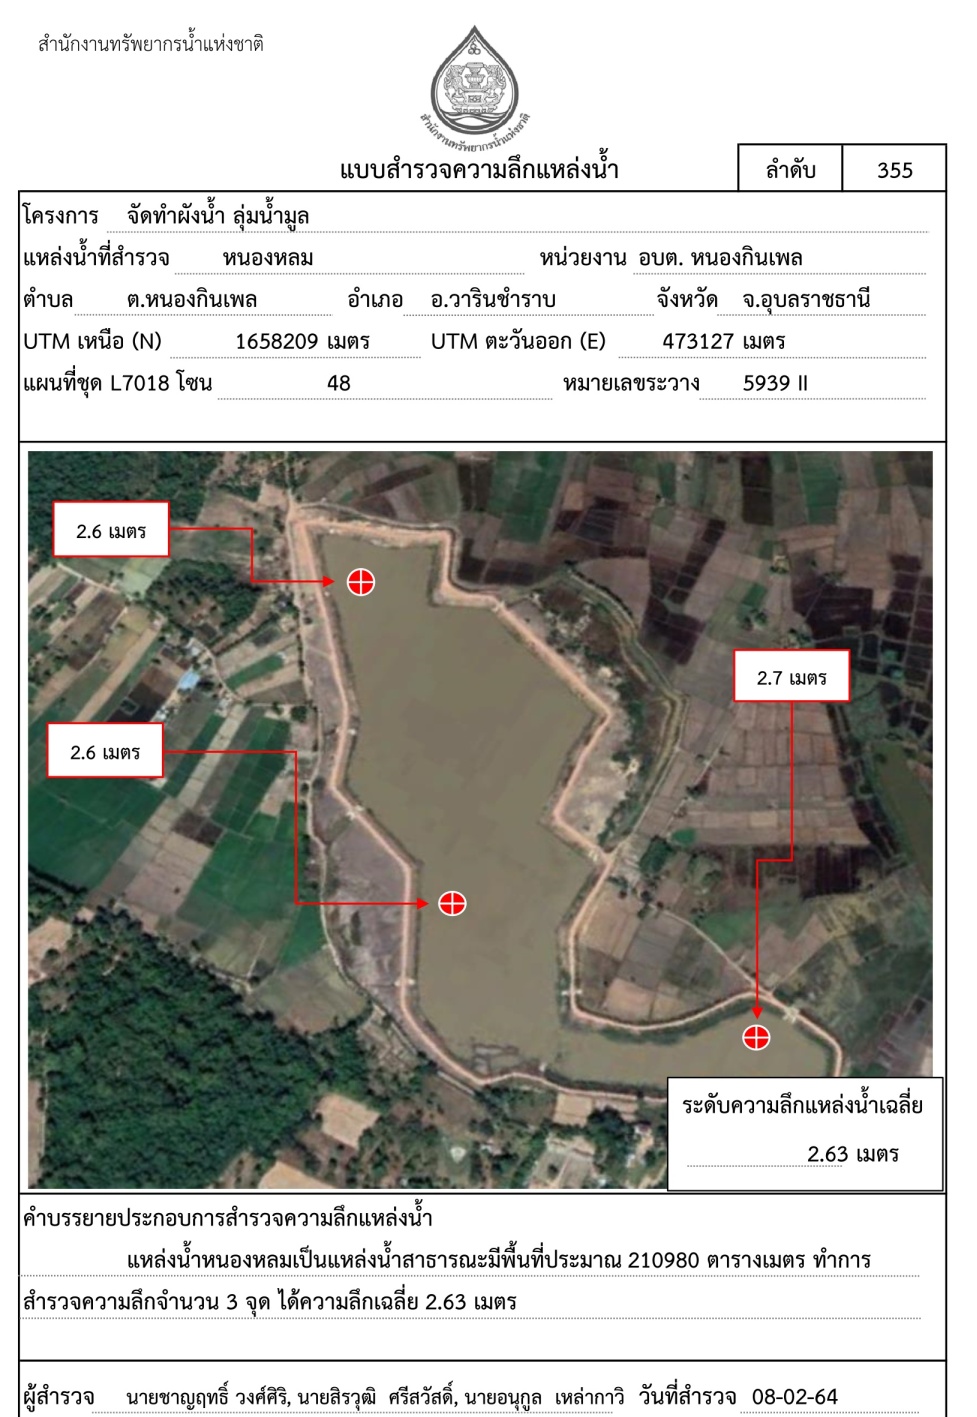 สำนักงานทรัพยากรน้ำแห่งชาติ
สำนักงานทรัพยากรน้ำแห่งชาติ
แบบสำรวจความลึกแหล่งน้ำ ลำดับ 355
โครงการ จัดทำผังน้ำ ลุ่มน้ำมูล
แหล่งน้ำที่สำรวจ หนองหลม หน่วยงาน อบต. หนองกินเพล
ตำบล ต.หนองกินเพล อำเภอ อ.วารินชำราบ จังหวัด จ.อุบลราชธานี
UTM เหนือ (N) 1658209 เมตร UTM ตะวันออก (E) 473127 เมตร
แผนที่ชุด L7018 โซน 48 หมายเลขระวาง 5939 II
2.6 เมตร
2.7 เมตร
2.6 เมตร
ระดับความลึกแหล่งน้ำเฉลี่ย
2.63 เมตร
คำบรรยายประกอบการสำรวจความลึกแหล่งน้ำ
แหล่งน้ำหนองหลมเป็นแหล่งน้ำสาธารณะมีพื้นที่ประมาณ 210980 ตารางเมตร ทำการ
สำรวจความลึกจำนวน 3 จุด ได้ความลึกเฉลี่ย 2.63 เมตร
ผู้สำรวจ นายชาญฤทธิ์ วงศ์ศิริ, นายสิรวุฒิ ศรีสวัสดิ์, นายอนุกูล เหล่ากาวิ วันที่สำรวจ 08-02-64